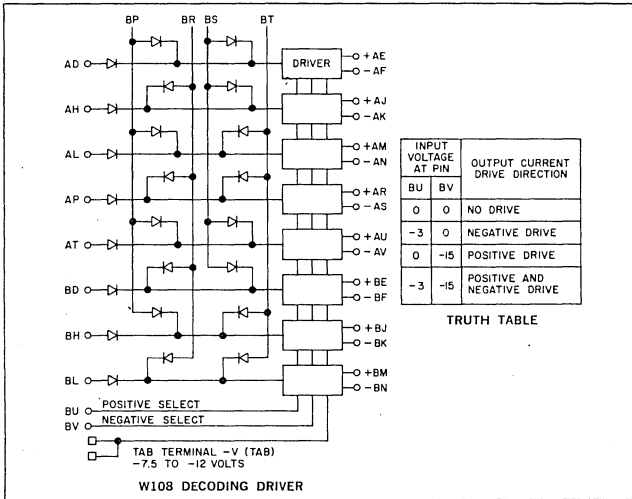 BP BR BS BT
AD DRIVER +AE
-AF
AH +AJ
-AK
AL +AM
-AN
AP +AR
-AS
AT +AU
-AV
BD +BE
-BF
BH +BJ
-BK
BL +BM
-BN
BU POSITIVE SELECT
BV NEGATIVE SELECT
TAB TERMINAL -V (TAB)
-7.5 TO -12 VOLTS
W108 DECODING DRIVER
INPUT VOLTAGE AT PIN OUTPUT CURRENT DRIVE DIRECTION
BU BV
0 0 NO DRIVE
-3 0 NEGATIVE DRIVE
0 -15 POSITIVE DRIVE
-3 -15 POSITIVE AND NEGATIVE DRIVE
TRUTH TABLE